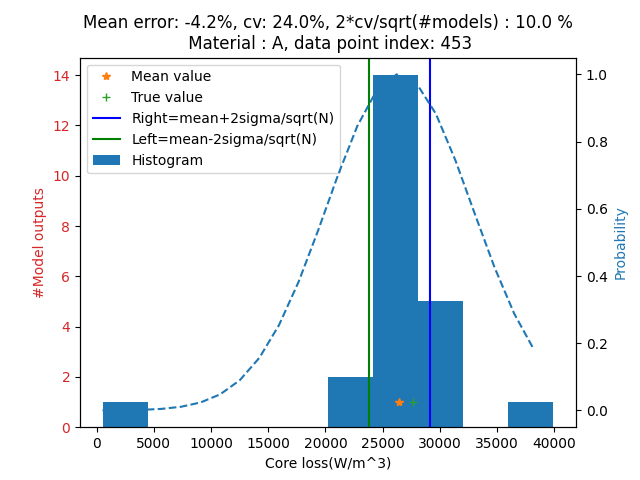 Mean error: -4.2%, cv: 24.0%, 2*cv/sqrt(#models) : 10.0 %
Material : A, data point index: 453
Mean value
True value
Right=mean+2sigma/sqrt(N)
Left=mean-2sigma/sqrt(N)
Histogram
#Model outputs
14
12
10
8
6
4
2
0
1.0
0.8
0.6
0.4
0.2
0.0
Probability
0 5000 10000 15000 20000 25000 30000 35000 40000
Core loss(W/m^3)